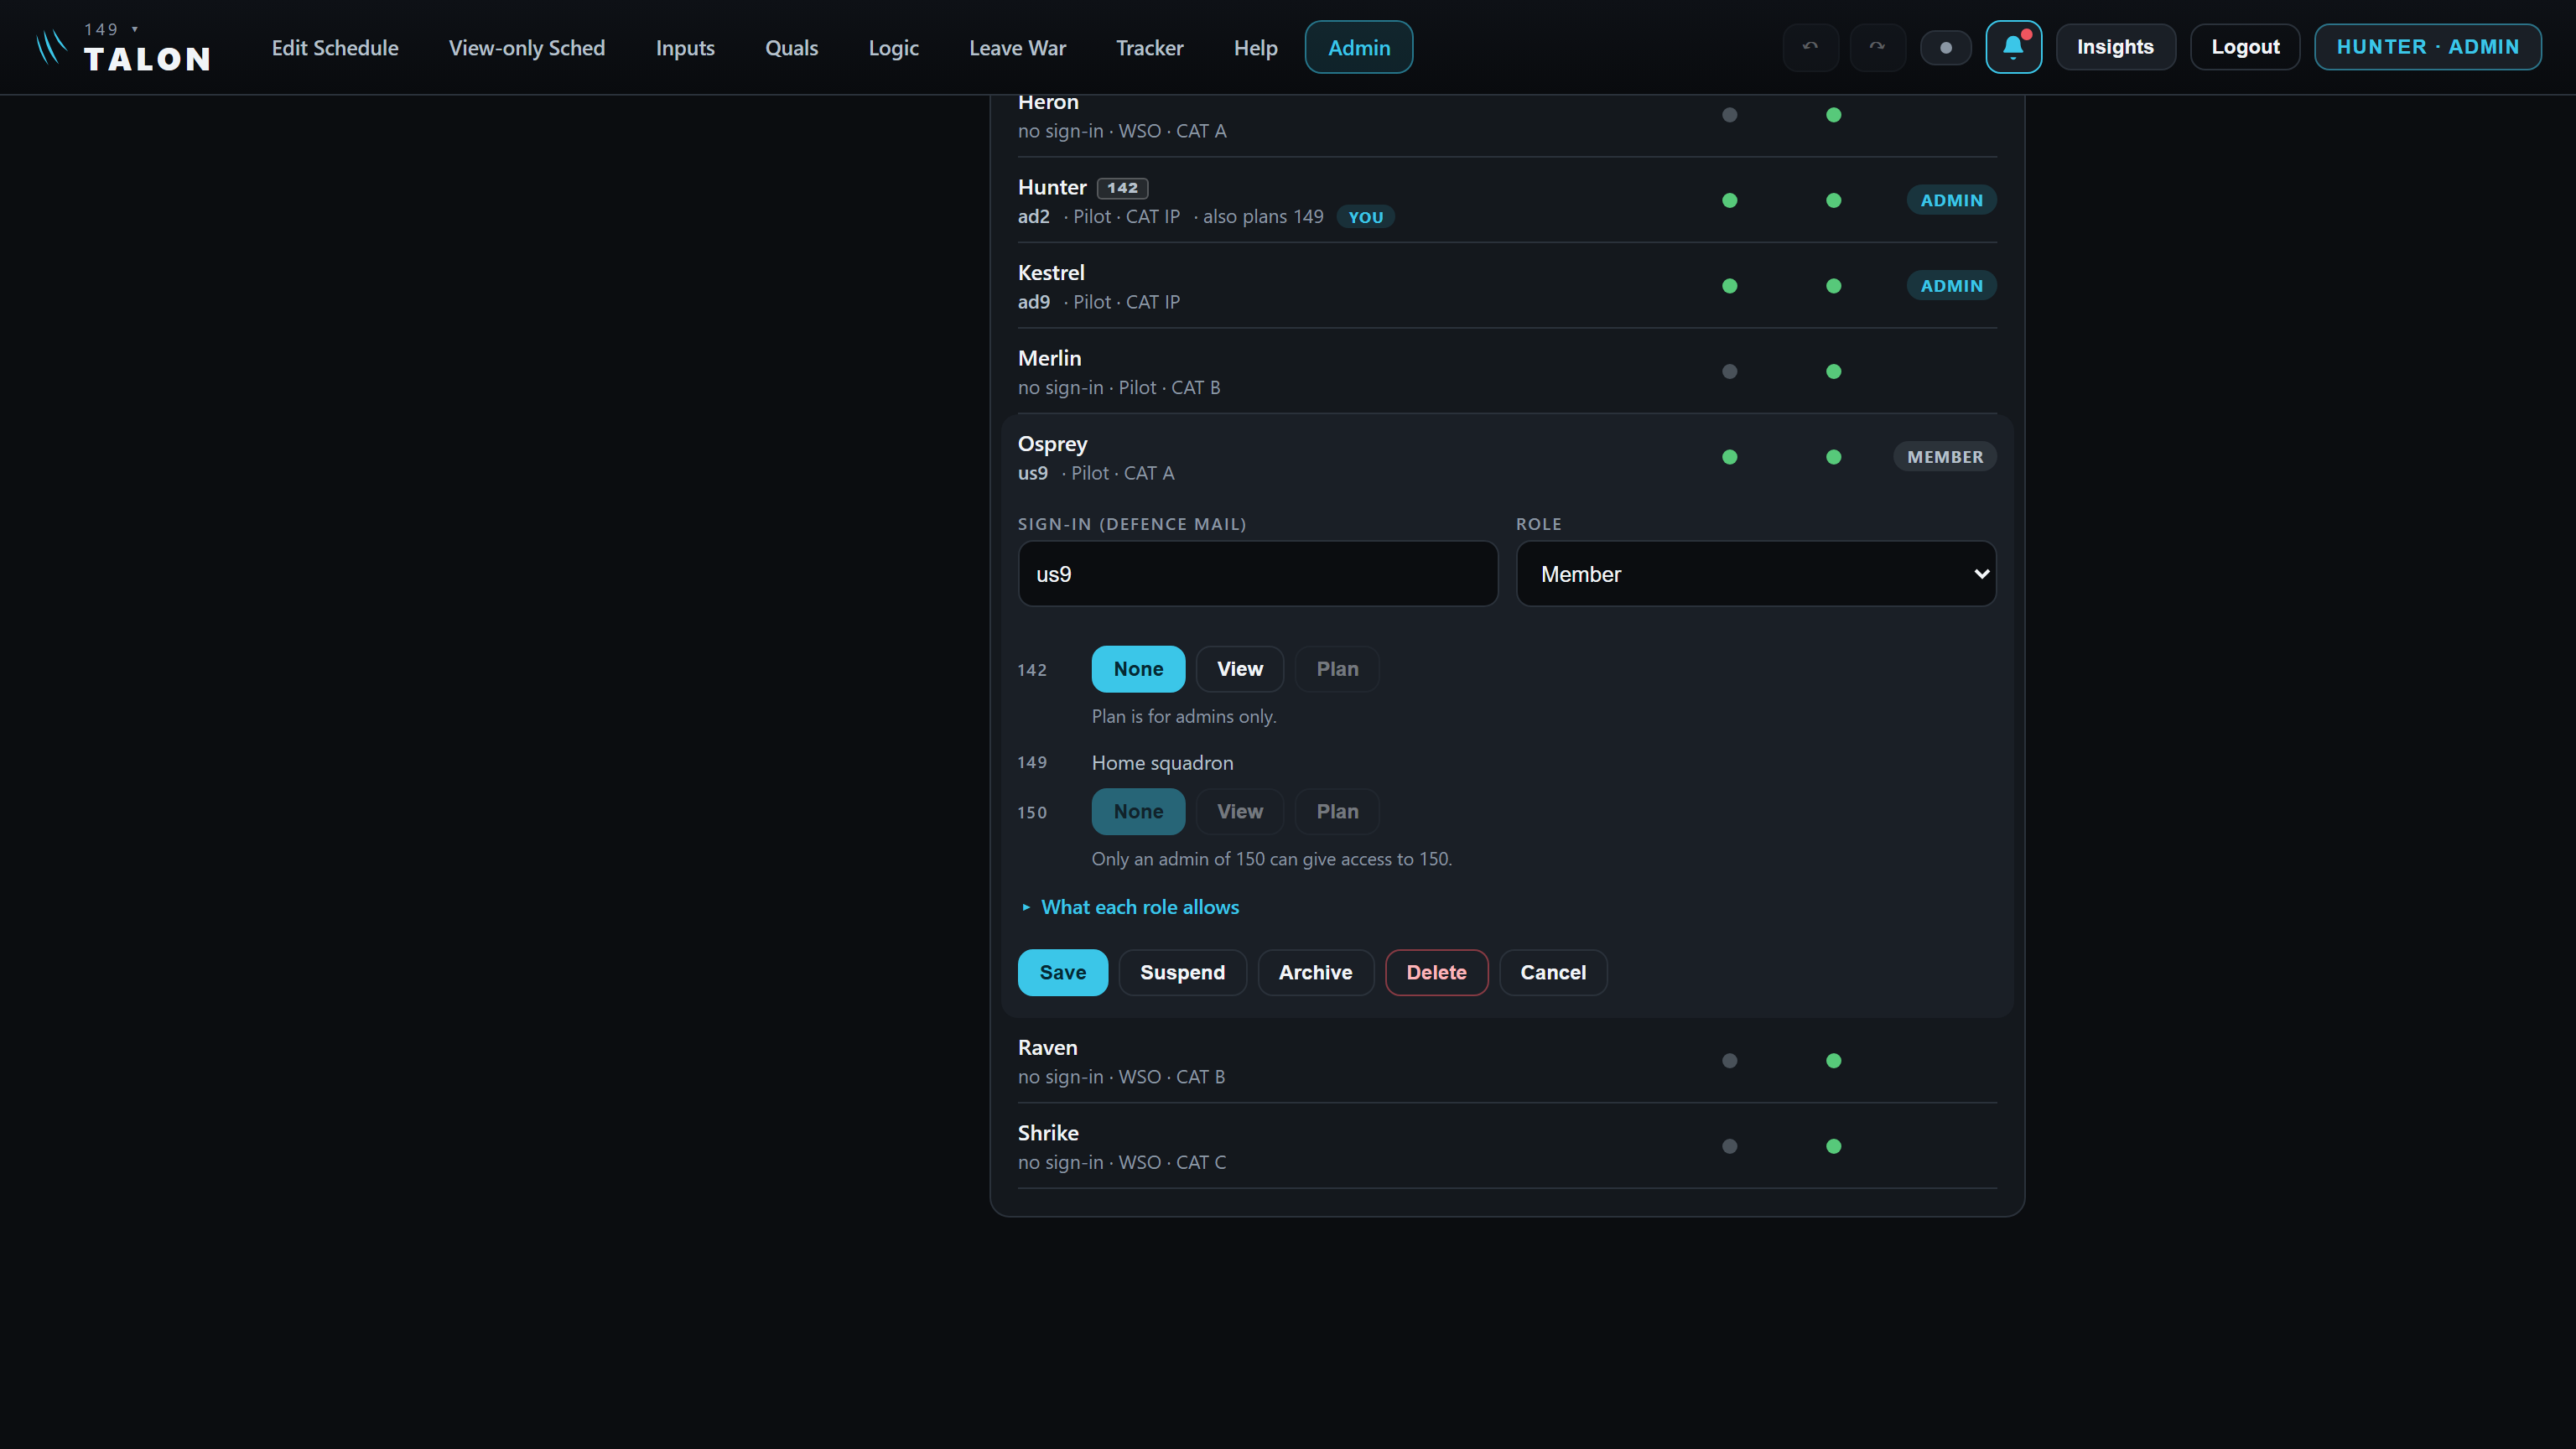 149 ▾
TALON
Edit Schedule
View-only Sched
Inputs
Quals
Logic
Leave War
Tracker
Help
Admin
Insights
Logout
HUNTER · ADMIN
Heron
no sign-in · WSO · CAT A
Hunter 142
ad2 · Pilot · CAT IP · also plans 149 YOU
ADMIN
Kestrel
ad9 · Pilot · CAT IP
ADMIN
Merlin
no sign-in · Pilot · CAT B
Osprey
us9 · Pilot · CAT A
MEMBER
SIGN-IN (DEFENCE MAIL)
ROLE
us9
Member
142 None View Plan
Plan is for admins only.
149 Home squadron
150 None View Plan
Only an admin of 150 can give access to 150.
▸ What each role allows
Save Suspend Archive Delete Cancel
Raven
no sign-in · WSO · CAT B
Shrike
no sign-in · WSO · CAT C